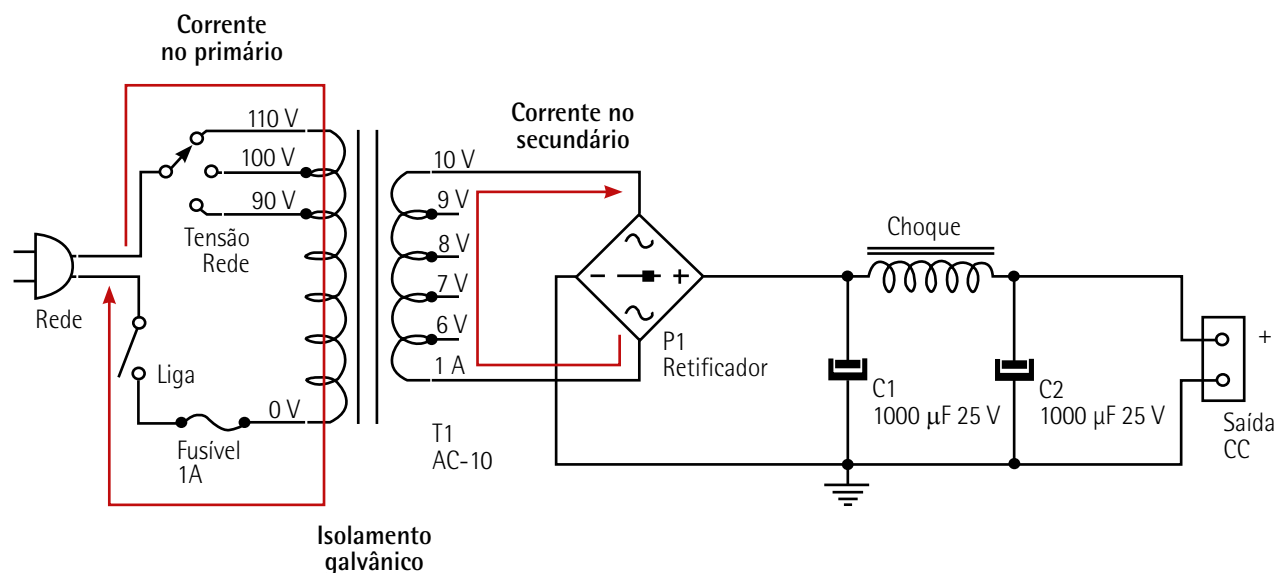 Corrente
no primário
110 V
100 V
90 V
Tensão
Rede
Rede
Liga
Fusível
1A
0 V
Isolamento
galvânico
Corrente no
secundário
10 V
9 V
8 V
7 V
6 V
1 A
T1
AC-10
P1
Retificador
Choque
C1
1000 μF 25 V
C2
1000 μF 25 V
Saída
CC